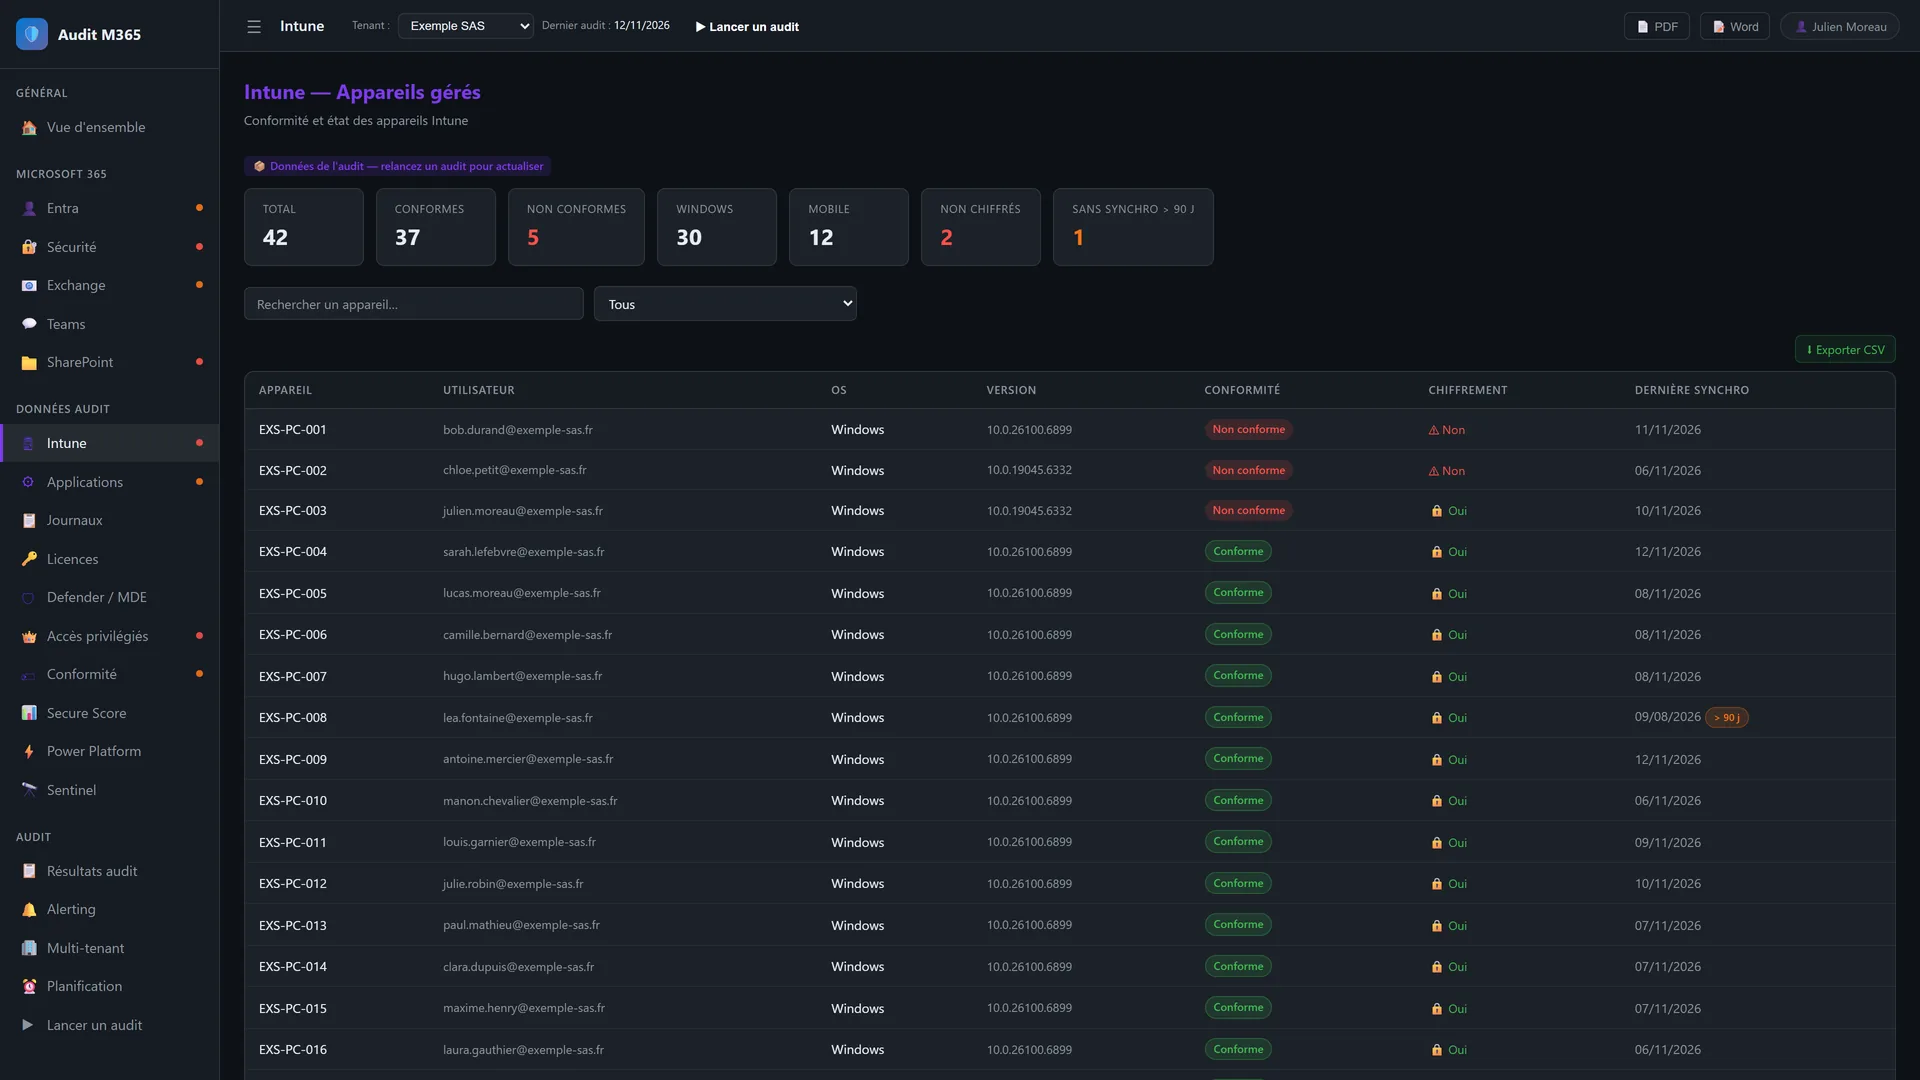 Audit M365
GÉNÉRAL
Vue d'ensemble
MICROSOFT 365
Entra
Sécurité
Exchange
Teams
SharePoint
DONNÉES AUDIT
Intune
Applications
Journaux
Licences
Defender / MDE
Accès privilégiés
Conformité
Secure Score
Power Platform
Sentinel
AUDIT
Résultats audit
Alerting
Multi-tenant
Planification
Lancer un audit
Intune Tenant : Exemple SAS Dernier audit : 12/11/2026 ▶ Lancer un audit PDF Word Julien Moreau
Intune — Appareils gérés
Conformité et état des appareils Intune
Données de l'audit — relancez un audit pour actualiser
TOTAL
42
CONFORMES
37
NON CONFORMES
5
WINDOWS
30
MOBILE
12
NON CHIFFRÉS
2
SANS SYNCHRO > 90 J
1
Rechercher un appareil... Tous
⬇ Exporter CSV
APPAREIL UTILISATEUR OS VERSION CONFORMITÉ CHIFFREMENT DERNIÈRE SYNCHRO
EXS-PC-001 bob.durand@exemple-sas.fr Windows 10.0.26100.6899 Non conforme ⚠ Non 11/11/2026
EXS-PC-002 chloe.petit@exemple-sas.fr Windows 10.0.19045.6332 Non conforme ⚠ Non 06/11/2026
EXS-PC-003 julien.moreau@exemple-sas.fr Windows 10.0.19045.6332 Non conforme Oui 10/11/2026
EXS-PC-004 sarah.lefebvre@exemple-sas.fr Windows 10.0.26100.6899 Conforme Oui 12/11/2026
EXS-PC-005 lucas.moreau@exemple-sas.fr Windows 10.0.26100.6899 Conforme Oui 08/11/2026
EXS-PC-006 camille.bernard@exemple-sas.fr Windows 10.0.26100.6899 Conforme Oui 08/11/2026
EXS-PC-007 hugo.lambert@exemple-sas.fr Windows 10.0.26100.6899 Conforme Oui 08/11/2026
EXS-PC-008 lea.fontaine@exemple-sas.fr Windows 10.0.26100.6899 Conforme Oui 09/08/2026 > 90 j
EXS-PC-009 antoine.mercier@exemple-sas.fr Windows 10.0.26100.6899 Conforme Oui 12/11/2026
EXS-PC-010 manon.chevalier@exemple-sas.fr Windows 10.0.26100.6899 Conforme Oui 06/11/2026
EXS-PC-011 louis.garnier@exemple-sas.fr Windows 10.0.26100.6899 Conforme Oui 09/11/2026
EXS-PC-012 julie.robin@exemple-sas.fr Windows 10.0.26100.6899 Conforme Oui 10/11/2026
EXS-PC-013 paul.mathieu@exemple-sas.fr Windows 10.0.26100.6899 Conforme Oui 07/11/2026
EXS-PC-014 clara.dupuis@exemple-sas.fr Windows 10.0.26100.6899 Conforme Oui 07/11/2026
EXS-PC-015 maxime.henry@exemple-sas.fr Windows 10.0.26100.6899 Conforme Oui 07/11/2026
EXS-PC-016 laura.gauthier@exemple-sas.fr Windows 10.0.26100.6899 Conforme Oui 06/11/2026